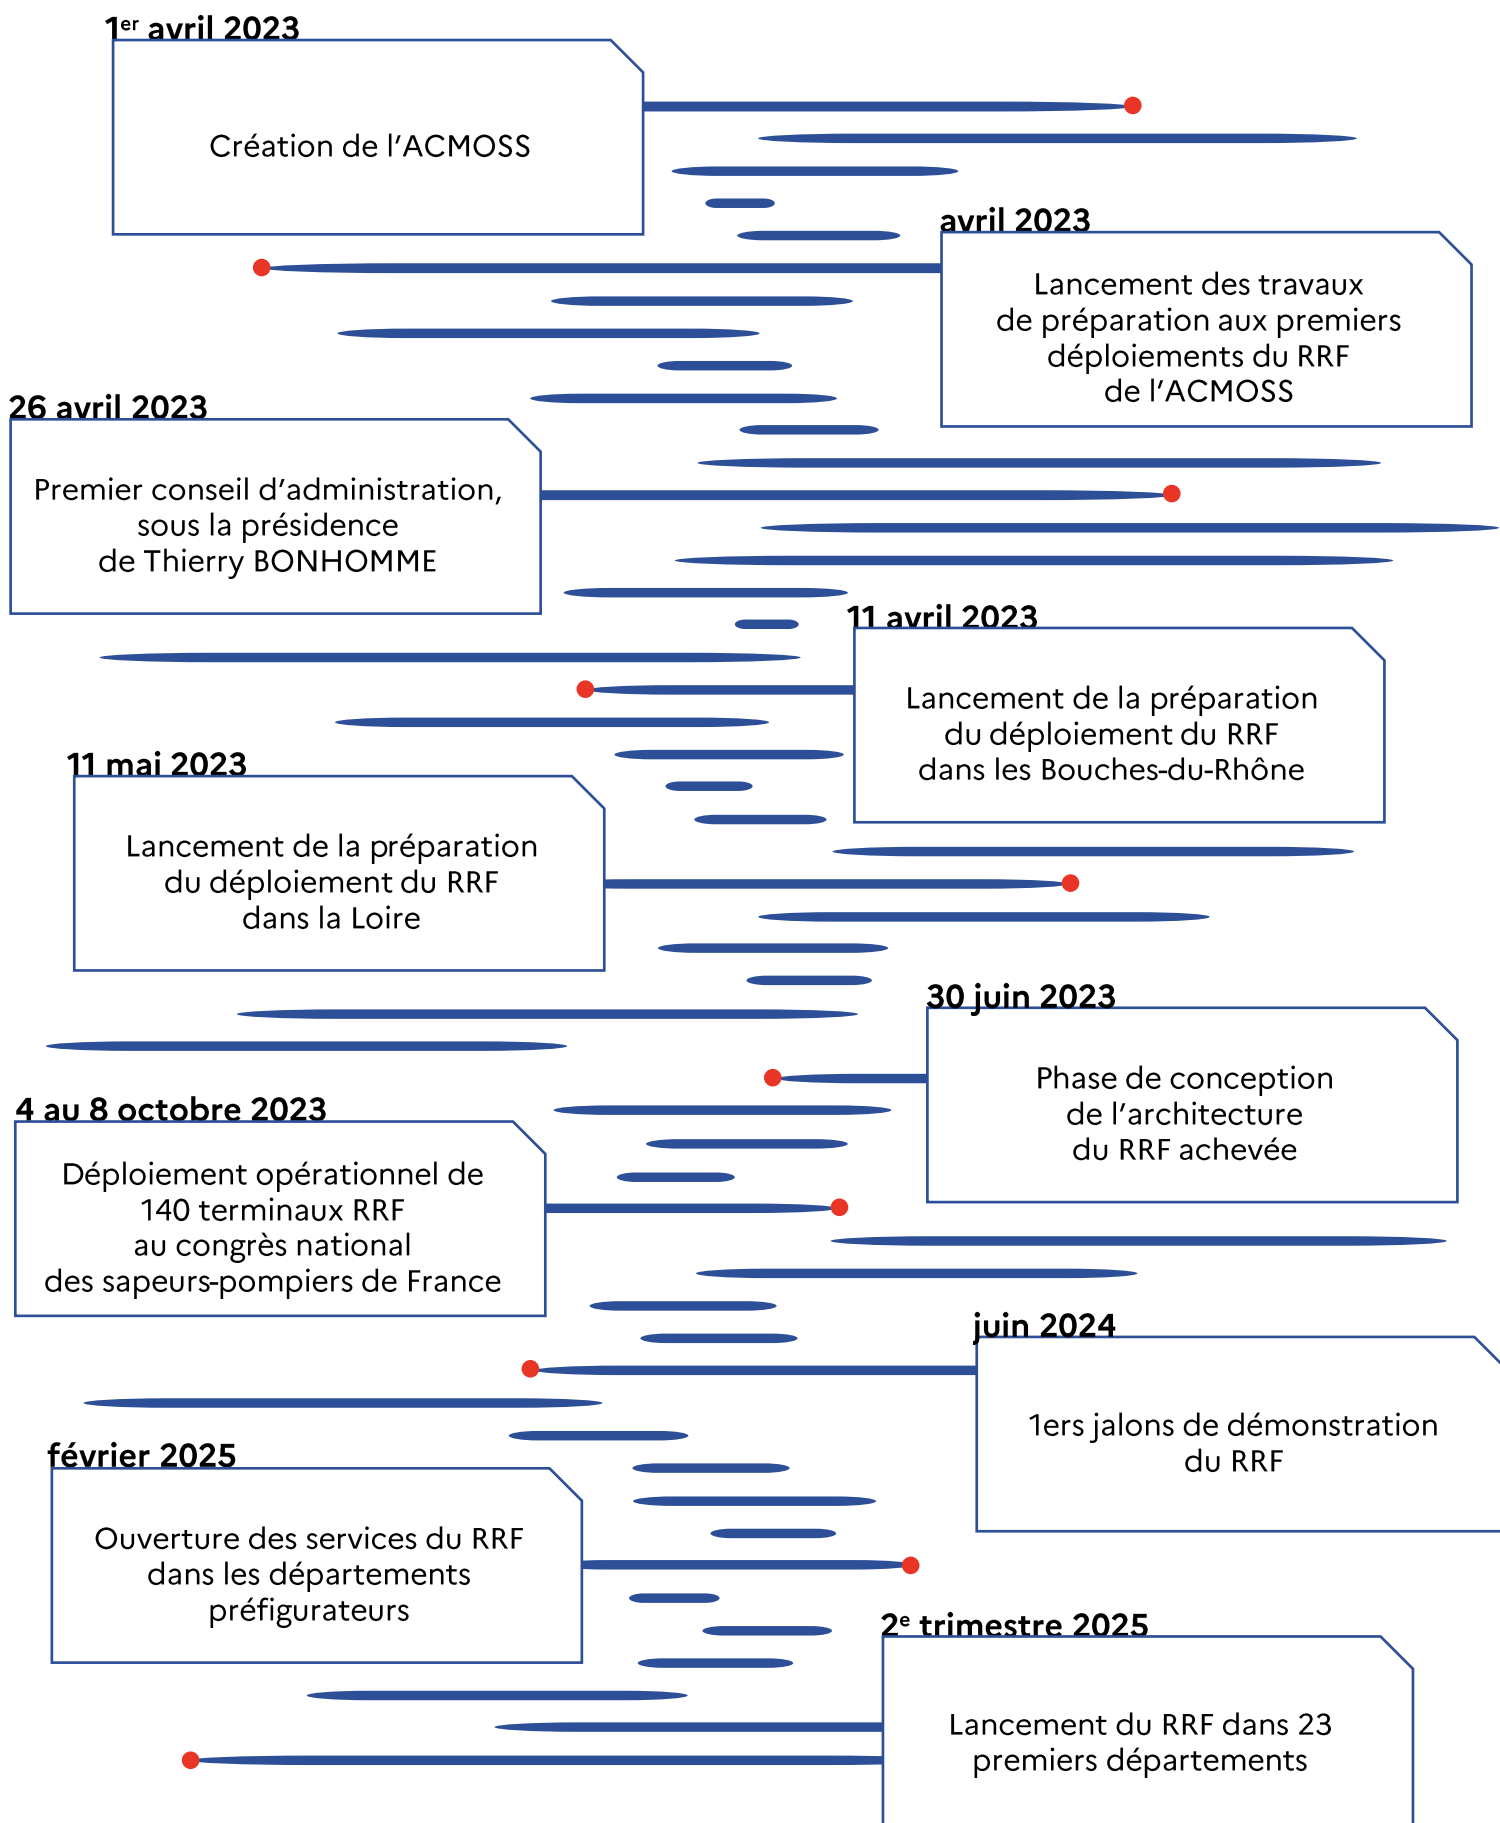 1er avril 2023
Création de l’ACMOSS
avril 2023
Lancement des travaux
de préparation aux premiers
déploiements du RRF
de l’ACMOSS
26 avril 2023
Premier conseil d’administration,
sous la présidence
de Thierry BONHOMME
11 avril 2023
Lancement de la préparation
du déploiement du RRF
dans les Bouches-du-Rhône
11 mai 2023
Lancement de la préparation
du déploiement du RRF
dans la Loire
30 juin 2023
Phase de conception
de l’architecture
du RRF achevée
4 au 8 octobre 2023
Déploiement opérationnel de
140 terminaux RRF
au congrès national
des sapeurs-pompiers de France
juin 2024
1ers jalons de démonstration
du RRF
février 2025
Ouverture des services du RRF
dans les départements
préfigurateurs
2e trimestre 2025
Lancement du RRF dans 23
premiers départements